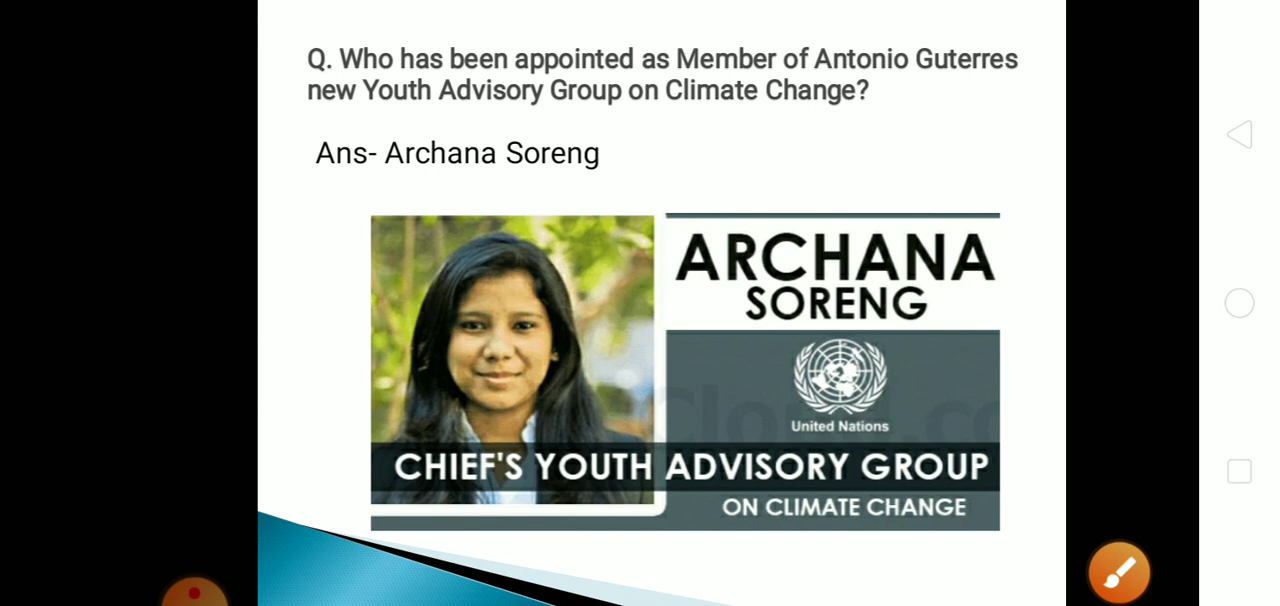 Q. Who has been appointed as Member of Antonio Guterres
new Youth Advisory Group on Climate Change?
Ans- Archana Soreng
ARCHANA
SORENG
United Nations
CHIEF'S YOUTH ADVISORY GROUP
ON CLIMATE CHANGE